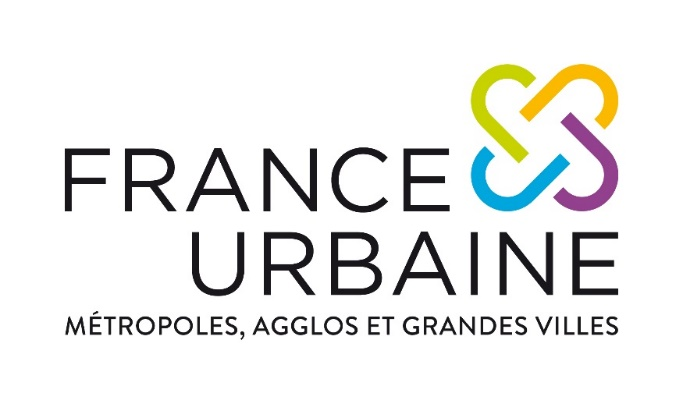 FRANCE
URBAINE
MÉTROPOLES, AGGLOS ET GRANDES VILLES